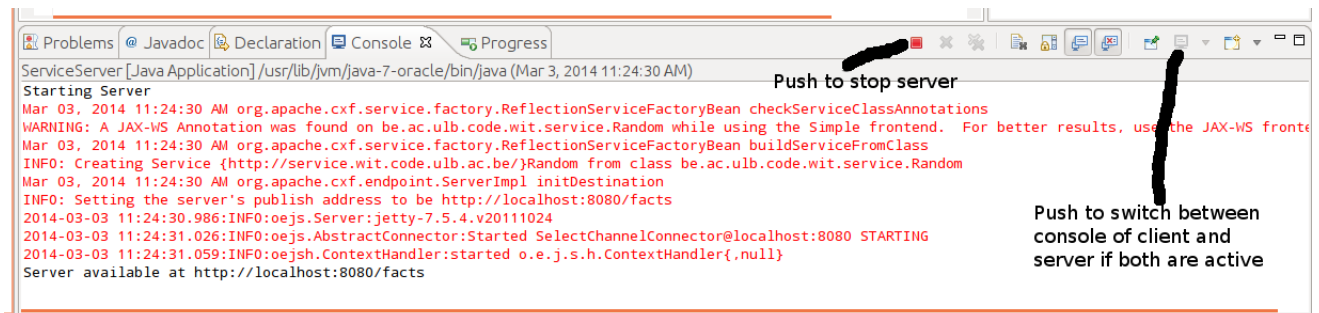 Problems @ Javadoc Declaration Console Progress
ServiceServer [Java Application] /usr/lib/jvm/java-7-oracle/bin/java (Mar 3, 2014 11:24:30 AM)
Push to stop server
Starting Server
Mar 03, 2014 11:24:30 AM org.apache.cxf.service.factory.ReflectionServiceFactoryBean checkServiceClassAnnotations
WARNING: A JAX-WS Annotation was found on be.ac.ulb.code.wit.service.Random while using the Simple frontend.  For better results, use the JAX-WS fronte
Mar 03, 2014 11:24:30 AM org.apache.cxf.service.factory.ReflectionServiceFactoryBean buildServiceFromClass
INFO: Creating Service {http://service.wit.code.ulb.ac.be/}Random from class be.ac.ulb.code.wit.service.Random
Mar 03, 2014 11:24:30 AM org.apache.cxf.endpoint.ServerImpl initDestination
INFO: Setting the server's publish address to be http://localhost:8080/facts
2014-03-03 11:24:30.986:INFO:oejs.Server:jetty-7.5.4.v20111024
2014-03-03 11:24:31.026:INFO:oejs.AbstractConnector:Started SelectChannelConnector@localhost:8080 STARTING
2014-03-03 11:24:31.059:INFO:oejsh.ContextHandler:started o.e.j.s.h.ContextHandler{,null}
Server available at http://localhost:8080/facts
Push to switch between
console of client and
server if both are active